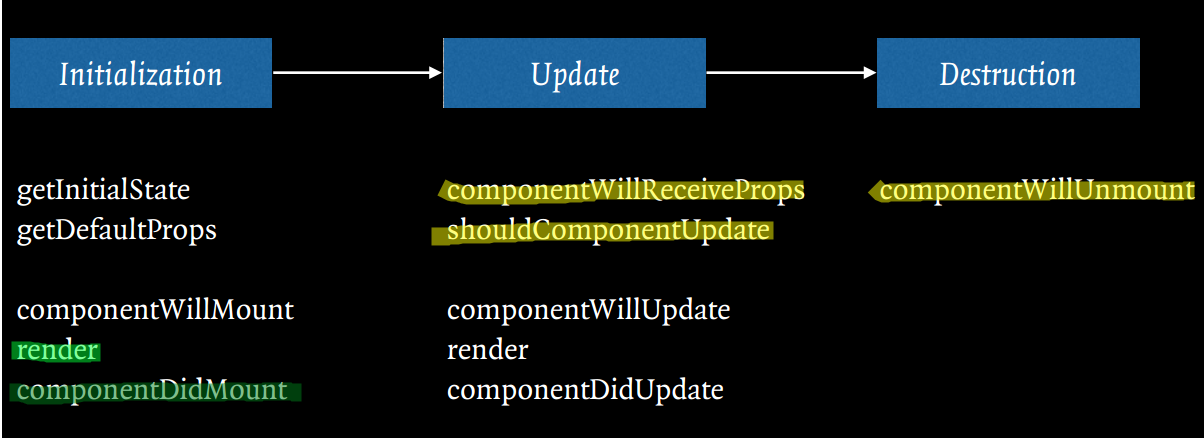 Initialization
Update
Destruction
getInitialState
getDefaultProps
componentWillMount
render
componentDidMount
componentWillReceiveProps
shouldComponentUpdate
componentWillUpdate
render
componentDidUpdate
componentWillUnmount